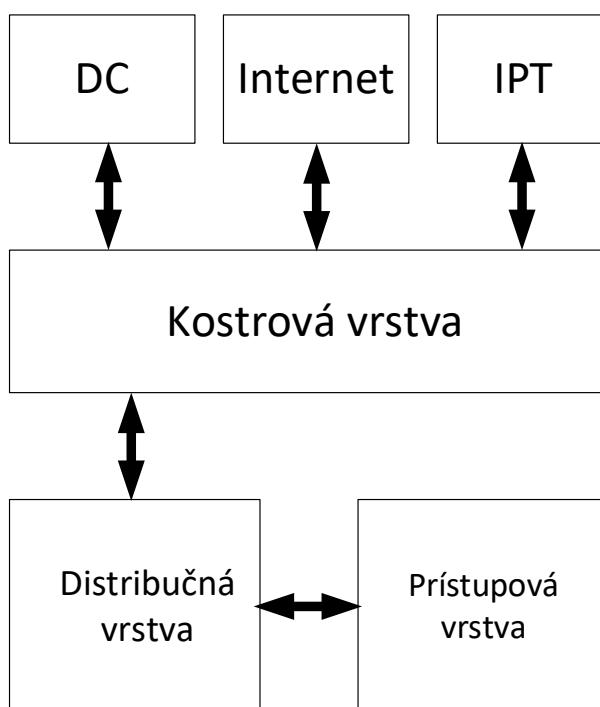 DC
Internet
IPT
Kostrová vrstva
Distribučná
vrstva
Prístupová
vrstva